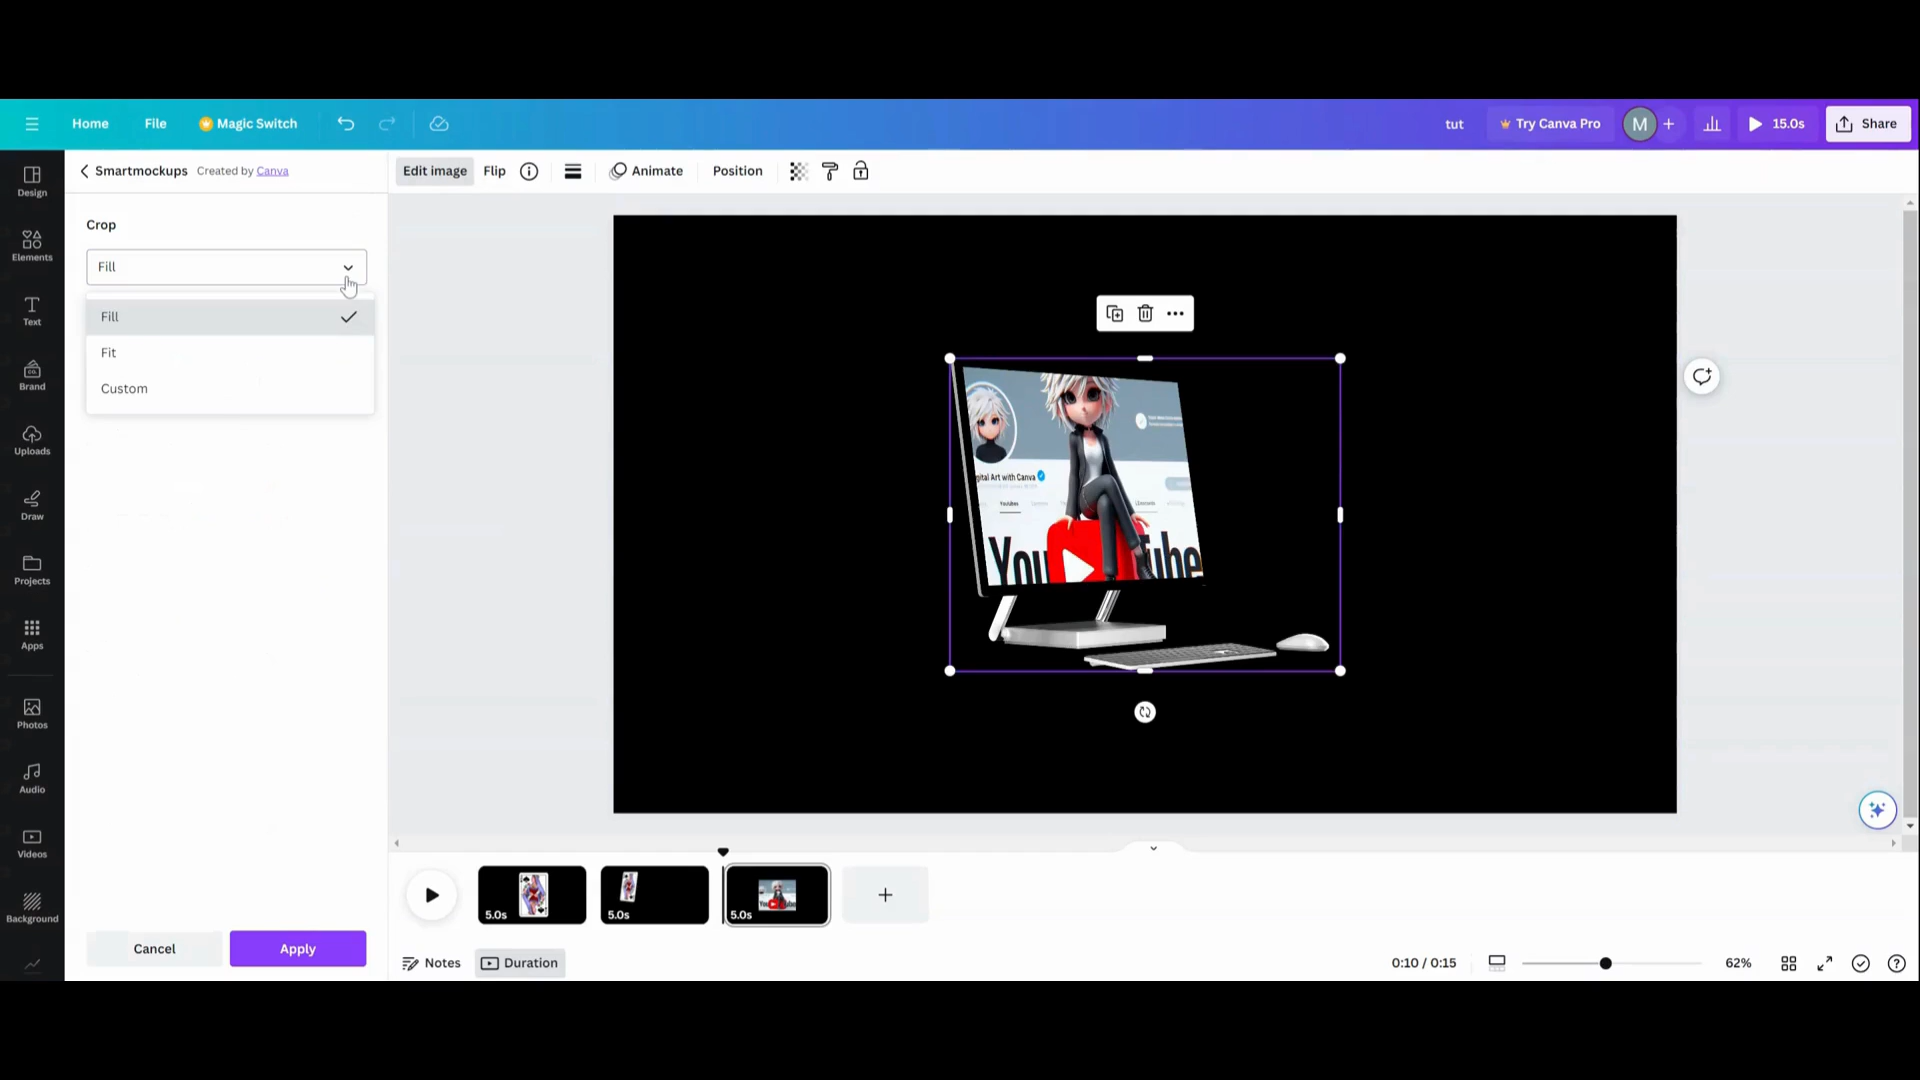 Home File Magic Switch tut Try Canva Pro M 15.0s Share
Smartmockups Created by Canva
Edit image Flip Animate Position
Design
Elements
Text
Brand
Uploads
Draw
Projects
Apps
Photos
Audio
Videos
Background
Crop
Fill
Fill
Fit
Custom
gital Art with Canva
Youtubes
You Tube
5.0s 5.0s 5.0s
Cancel Apply
Notes Duration 0:10 / 0:15 62%